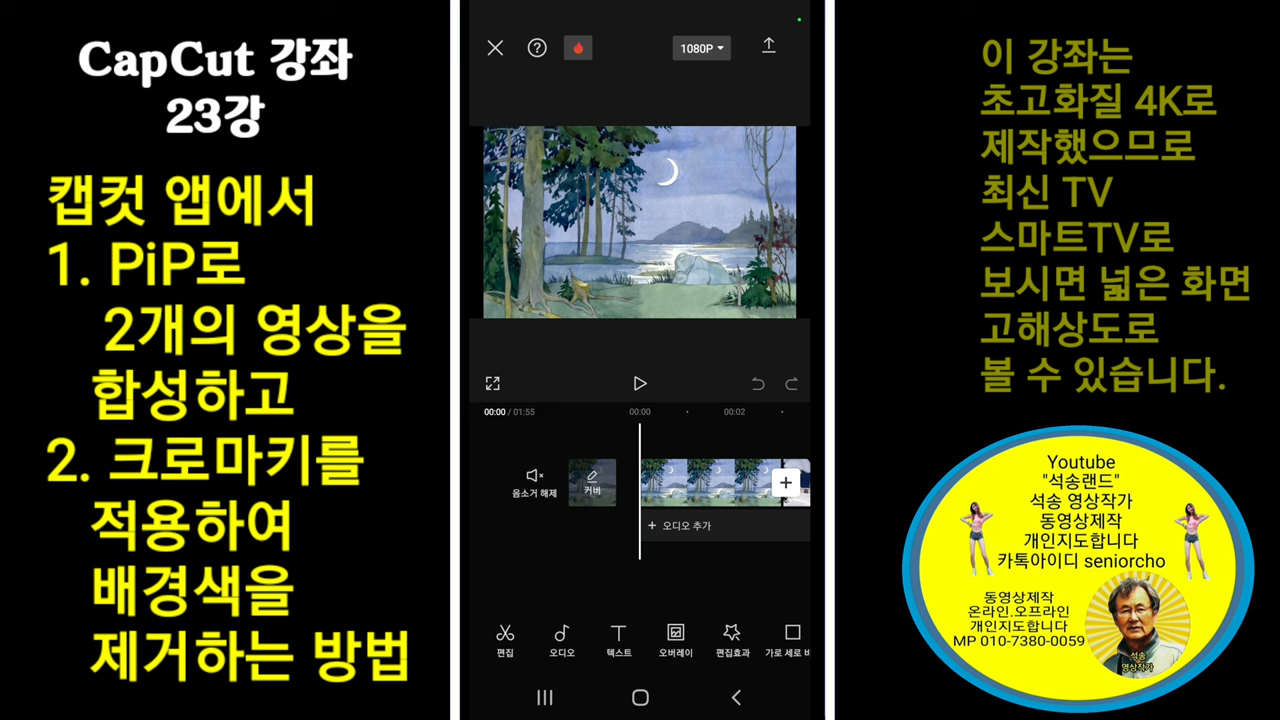 CapCut 강좌
23강
캡컷 앱에서
1. PiP로
2개의 영상을
합성하고
2. 크로마키를
적용하여
배경색을
제거하는 방법
1080P
00:00 / 01:55
00:00
00:02
음소거 해제
커버
+ 오디오 추가
편집
오디오
텍스트
오버레이
편집효과
가로 세로 비
이 강좌는
초고화질 4K로
제작했으므로
최신 TV
스마트TV로
보시면 넓은 화면
고해상도로
볼 수 있습니다.
Youtube
"석송랜드"
석송 영상작가
동영상제작
개인지도합니다
카톡아이디 seniorcho
동영상제작
온라인.오프라인
개인지도합니다
MP 010-7380-0059
석송
영상작가